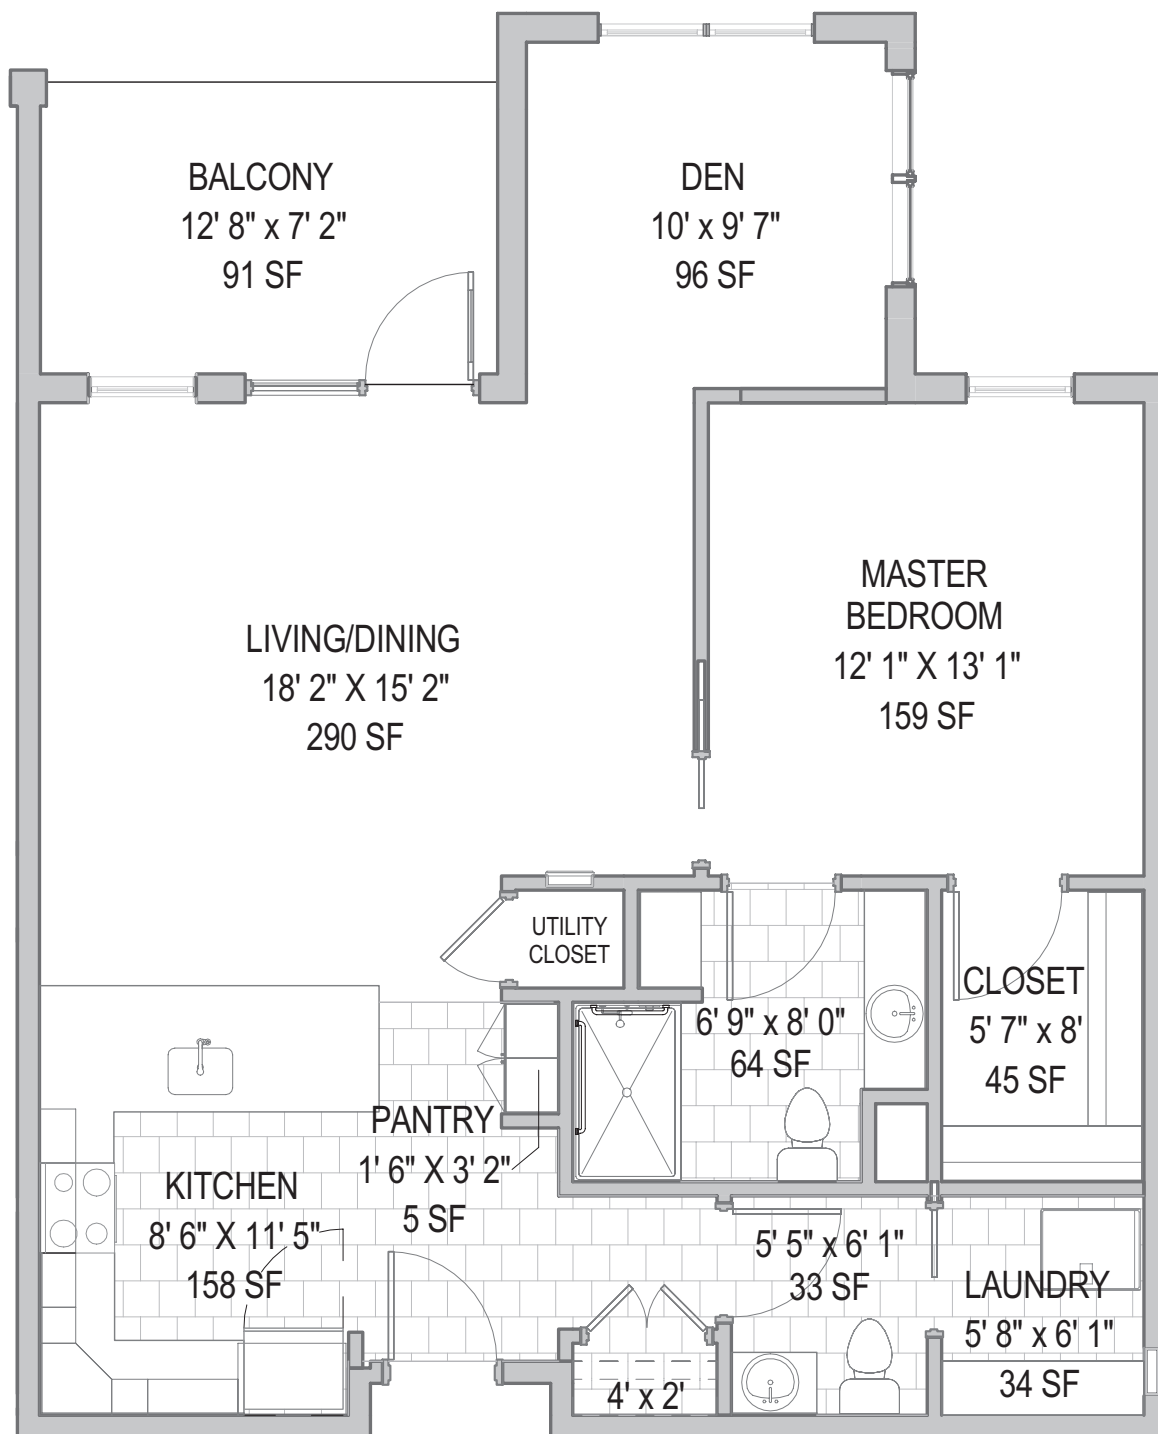 BALCONY
12' 8" x 7' 2"
91 SF
DEN
10' x 9' 7"
96 SF
LIVING/DINING
18' 2" X 15' 2"
290 SF
MASTER
BEDROOM
12' 1" X 13' 1"
159 SF
UTILITY
CLOSET
6' 9" x 8' 0"
64 SF
CLOSET
5' 7" x 8'
45 SF
PANTRY
1' 6" X 3' 2"
5 SF
KITCHEN
8' 6" X 11' 5"
158 SF
5' 5" x 6' 1"
33 SF
LAUNDRY
5' 8" x 6' 1"
34 SF
4' x 2'